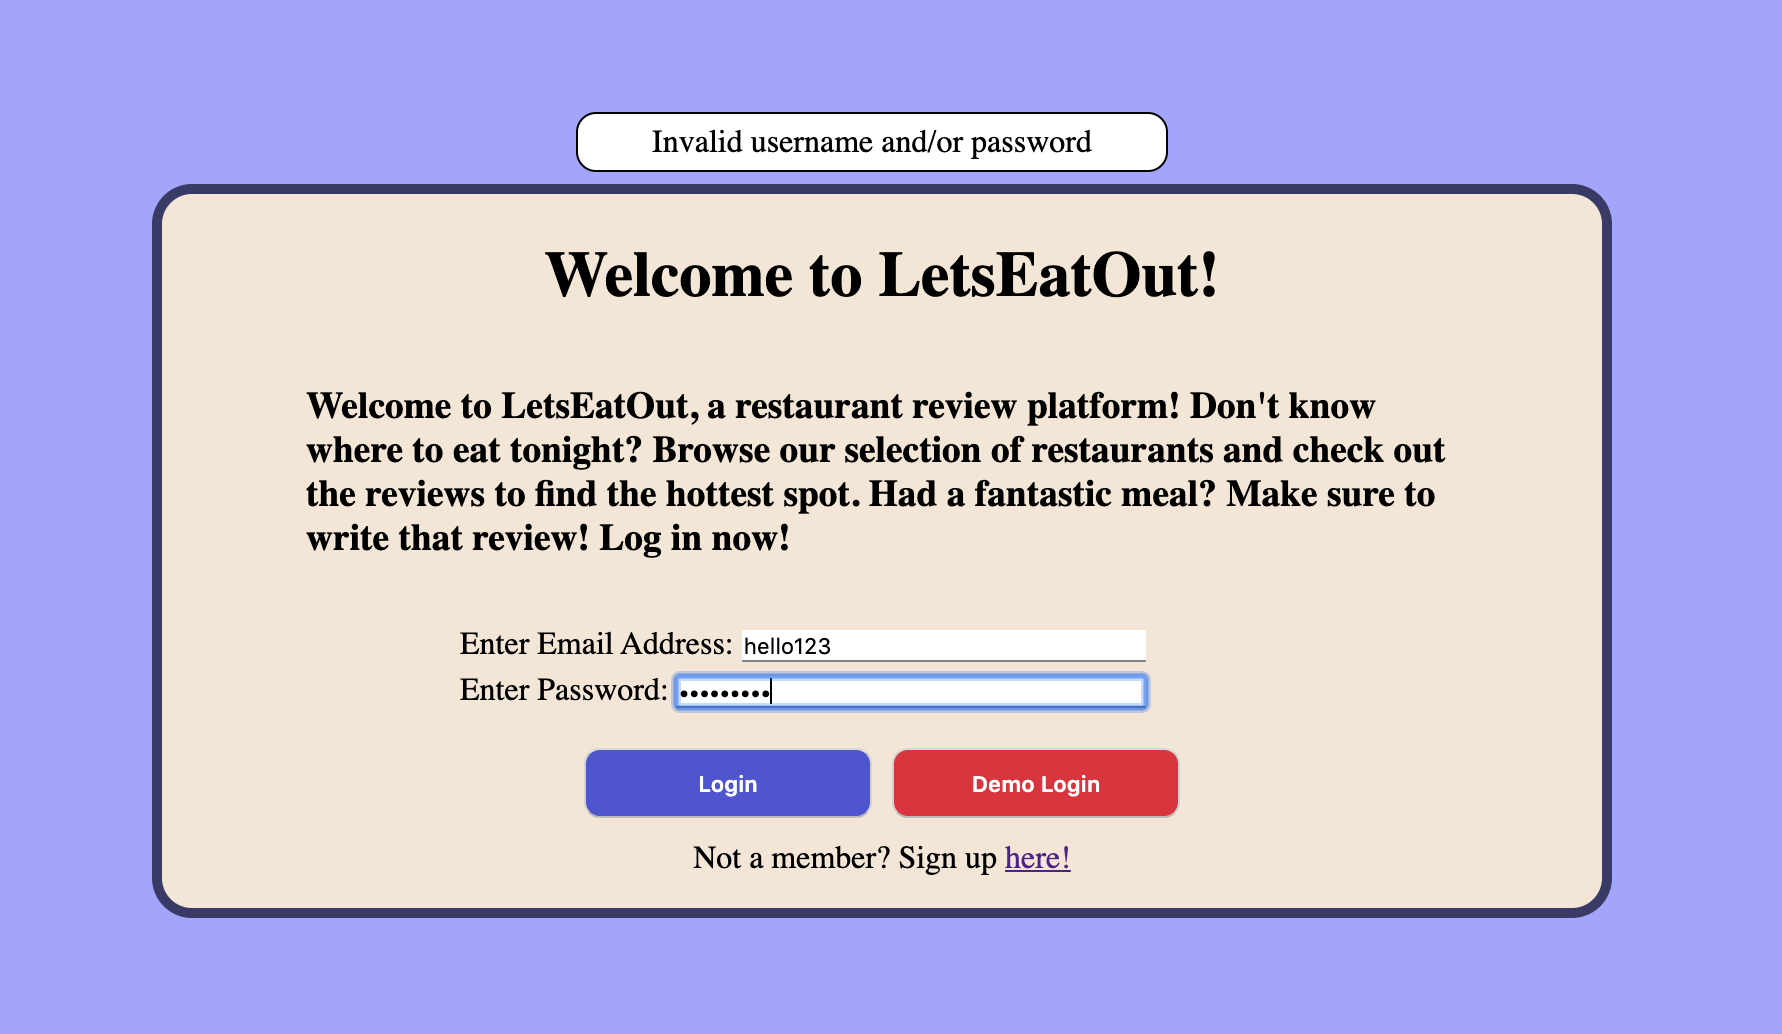 Invalid username and/or password
Welcome to LetsEatOut!
Welcome to LetsEatOut, a restaurant review platform! Don't know
where to eat tonight? Browse our selection of restaurants and check out
the reviews to find the hottest spot. Had a fantastic meal? Make sure to
write that review! Log in now!
Enter Email Address: hello123
Enter Password: •••••••••
Login Demo Login
Not a member? Sign up here!